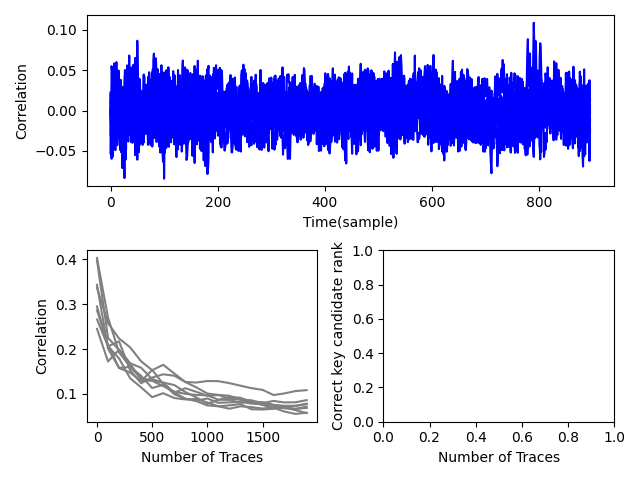 0.10
0.05
0.00
−0.05
Correlation
0 200 400 600 800
Time(sample)
0.4
0.3
0.2
0.1
Correlation
0 500 1000 1500
Number of Traces
1.0
0.8
0.6
0.4
0.2
0.0
Correct key candidate rank
0.0 0.2 0.4 0.6 0.8 1.0
Number of Traces